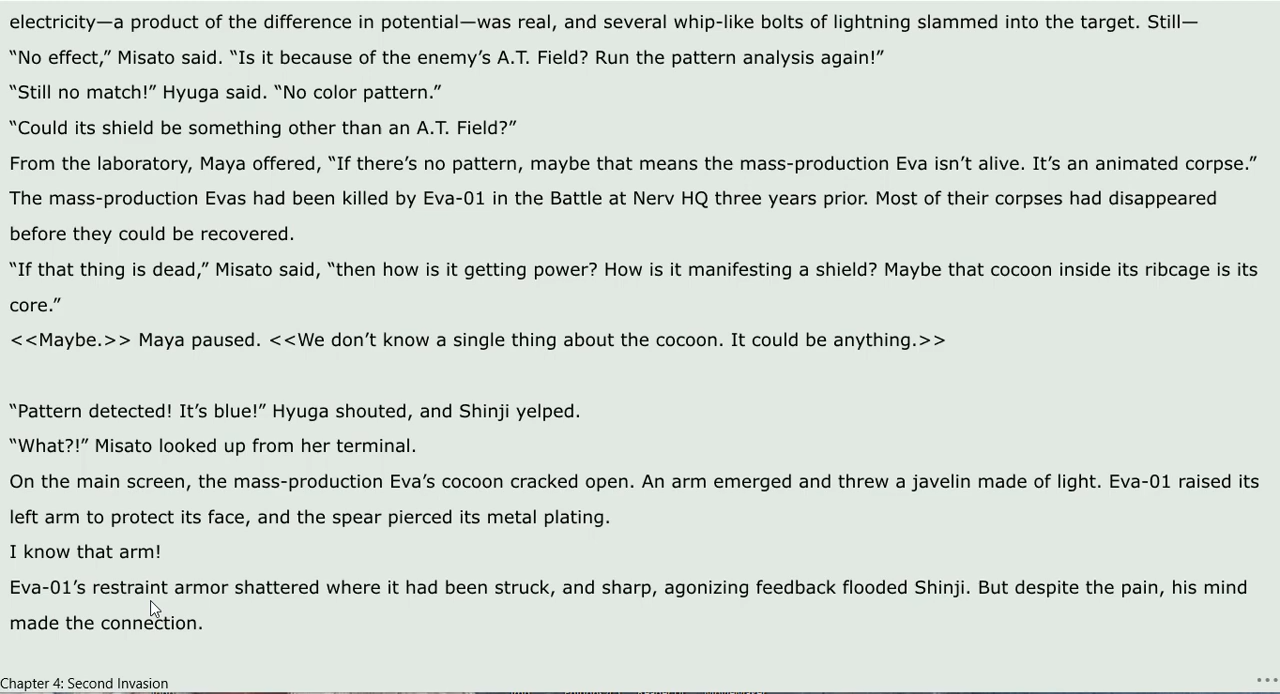 electricity—a product of the difference in potential—was real, and several whip-like bolts of lightning slammed into the target. Still—
“No effect,” Misato said. “Is it because of the enemy’s A.T. Field? Run the pattern analysis again!”
“Still no match!” Hyuga said. “No color pattern.”
“Could its shield be something other than an A.T. Field?”
From the laboratory, Maya offered, “If there’s no pattern, maybe that means the mass-production Eva isn’t alive. It’s an animated corpse.”
The mass-production Evas had been killed by Eva-01 in the Battle at Nerv HQ three years prior. Most of their corpses had disappeared
before they could be recovered.
“If that thing is dead,” Misato said, “then how is it getting power? How is it manifesting a shield? Maybe that cocoon inside its ribcage is its
core.”
<<Maybe.>> Maya paused. <<We don’t know a single thing about the cocoon. It could be anything.>>
“Pattern detected! It’s blue!” Hyuga shouted, and Shinji yelped.
“What?!” Misato looked up from her terminal.
On the main screen, the mass-production Eva’s cocoon cracked open. An arm emerged and threw a javelin made of light. Eva-01 raised its
left arm to protect its face, and the spear pierced its metal plating.
I know that arm!
Eva-01’s restraint armor shattered where it had been struck, and sharp, agonizing feedback flooded Shinji. But despite the pain, his mind
made the connection.
Chapter 4: Second Invasion